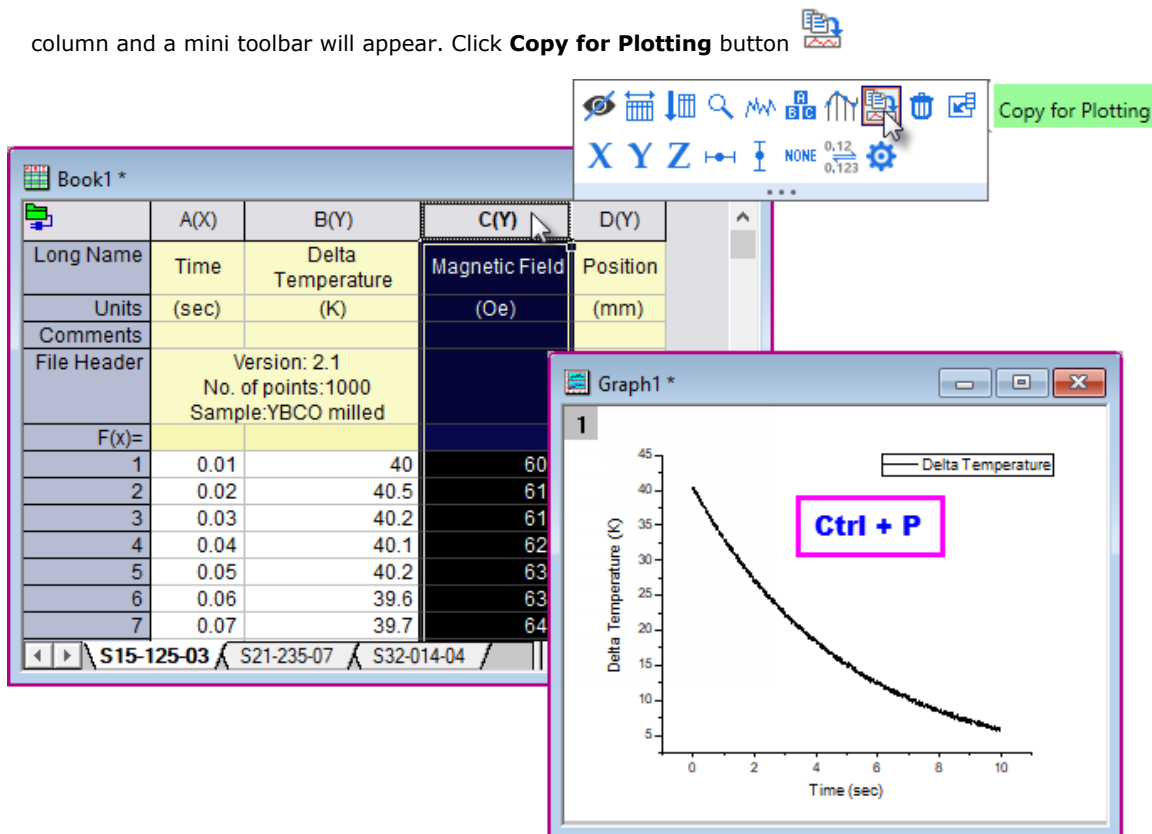 column and a mini toolbar will appear. Click Copy for Plotting button
A
B C
Copy for Plotting
X Y Z NONE 0.12 0.123
Book1 *
A(X) B(Y) C(Y) D(Y)
Long Name Time Delta Temperature Magnetic Field Position
Units (sec) (K) (Oe) (mm)
Comments
File Header Version: 2.1
No. of points:1000
Sample:YBCO milled
F(x)=
1 0.01 40 60
2 0.02 40.5 61
3 0.03 40.2 61
4 0.04 40.1 62
5 0.05 40.2 63
6 0.06 39.6 63
7 0.07 39.7 64
S15-125-03 S21-235-07 S32-014-04
Graph1 *
1
Delta Temperature
Ctrl + P
Delta Temperature (K)
45
40
35
30
25
20
15
10
5
0 2 4 6 8 10
Time (sec)